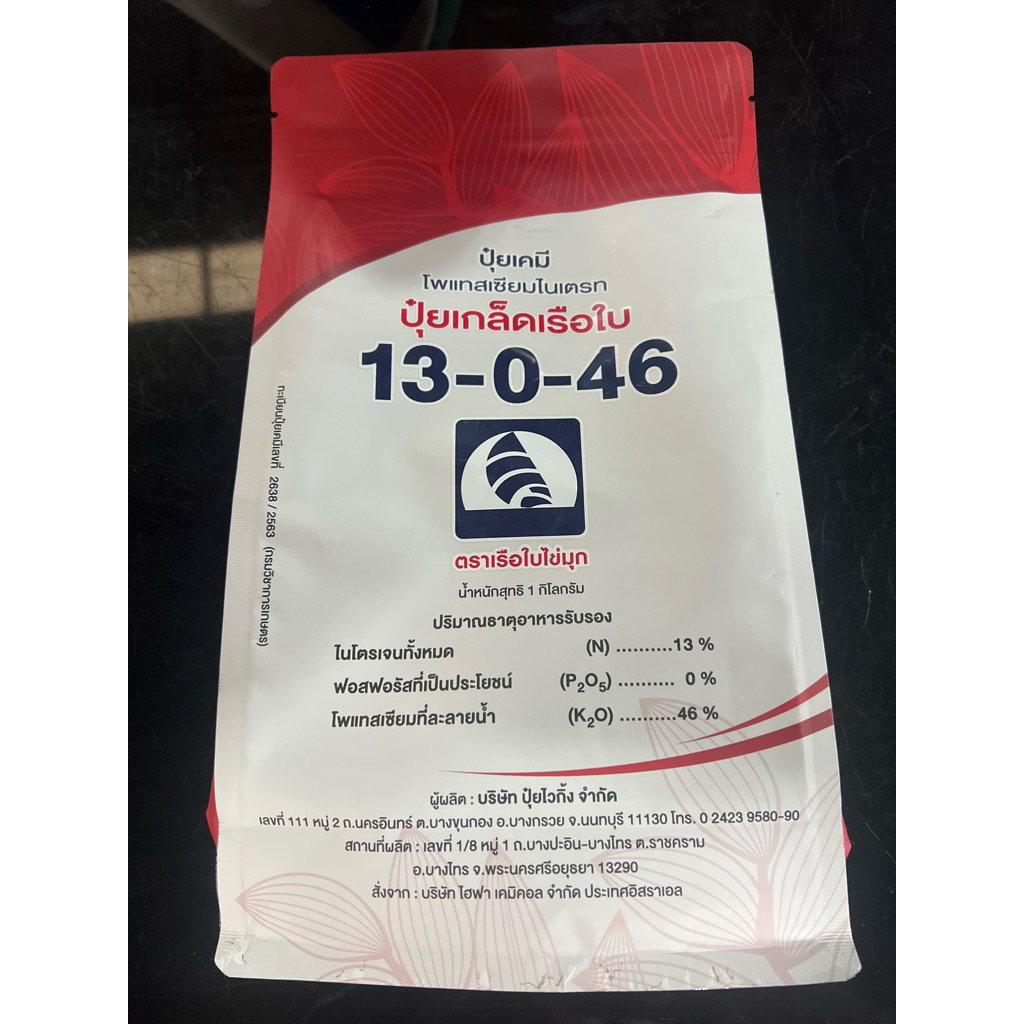 ปุ๋ยเคมี
โพแทสเซียมไนเตรท
ปุ๋ยเกล็ดเรือใบ
13-0-46
ทะเบียนปุ๋ยเคมีเลขที่ 2638 / 2563 (กรมวิชาการเกษตร)
ตราเรือใบไข่มุก
น้ำหนักสุทธิ 1 กิโลกรัม
ปริมาณธาตุอาหารรับรอง
ไนโตรเจนทั้งหมด (N) ..........13 %
ฟอสฟอรัสที่เป็นประโยชน์ (P₂O₅) .......... 0 %
โพแทสเซียมที่ละลายน้ำ (K₂O) ..........46 %
ผู้ผลิต : บริษัท ปุ๋ยไวกิ้ง จำกัด
เลขที่ 111 หมู่ 2 ถ.นครอินทร์ ต.บางขุนกอง อ.บางกรวย จ.นนทบุรี 11130 โทร. 0 2423 9580-90
สถานที่ผลิต : เลขที่ 1/8 หมู่ 1 ถ.บางปะอิน-บางไทร ต.ราชคราม
อ.บางไทร จ.พระนครศรีอยุธยา 13290
สั่งจาก : บริษัท ไฮฟา เคมิคอล จำกัด ประเทศอิสราเอล